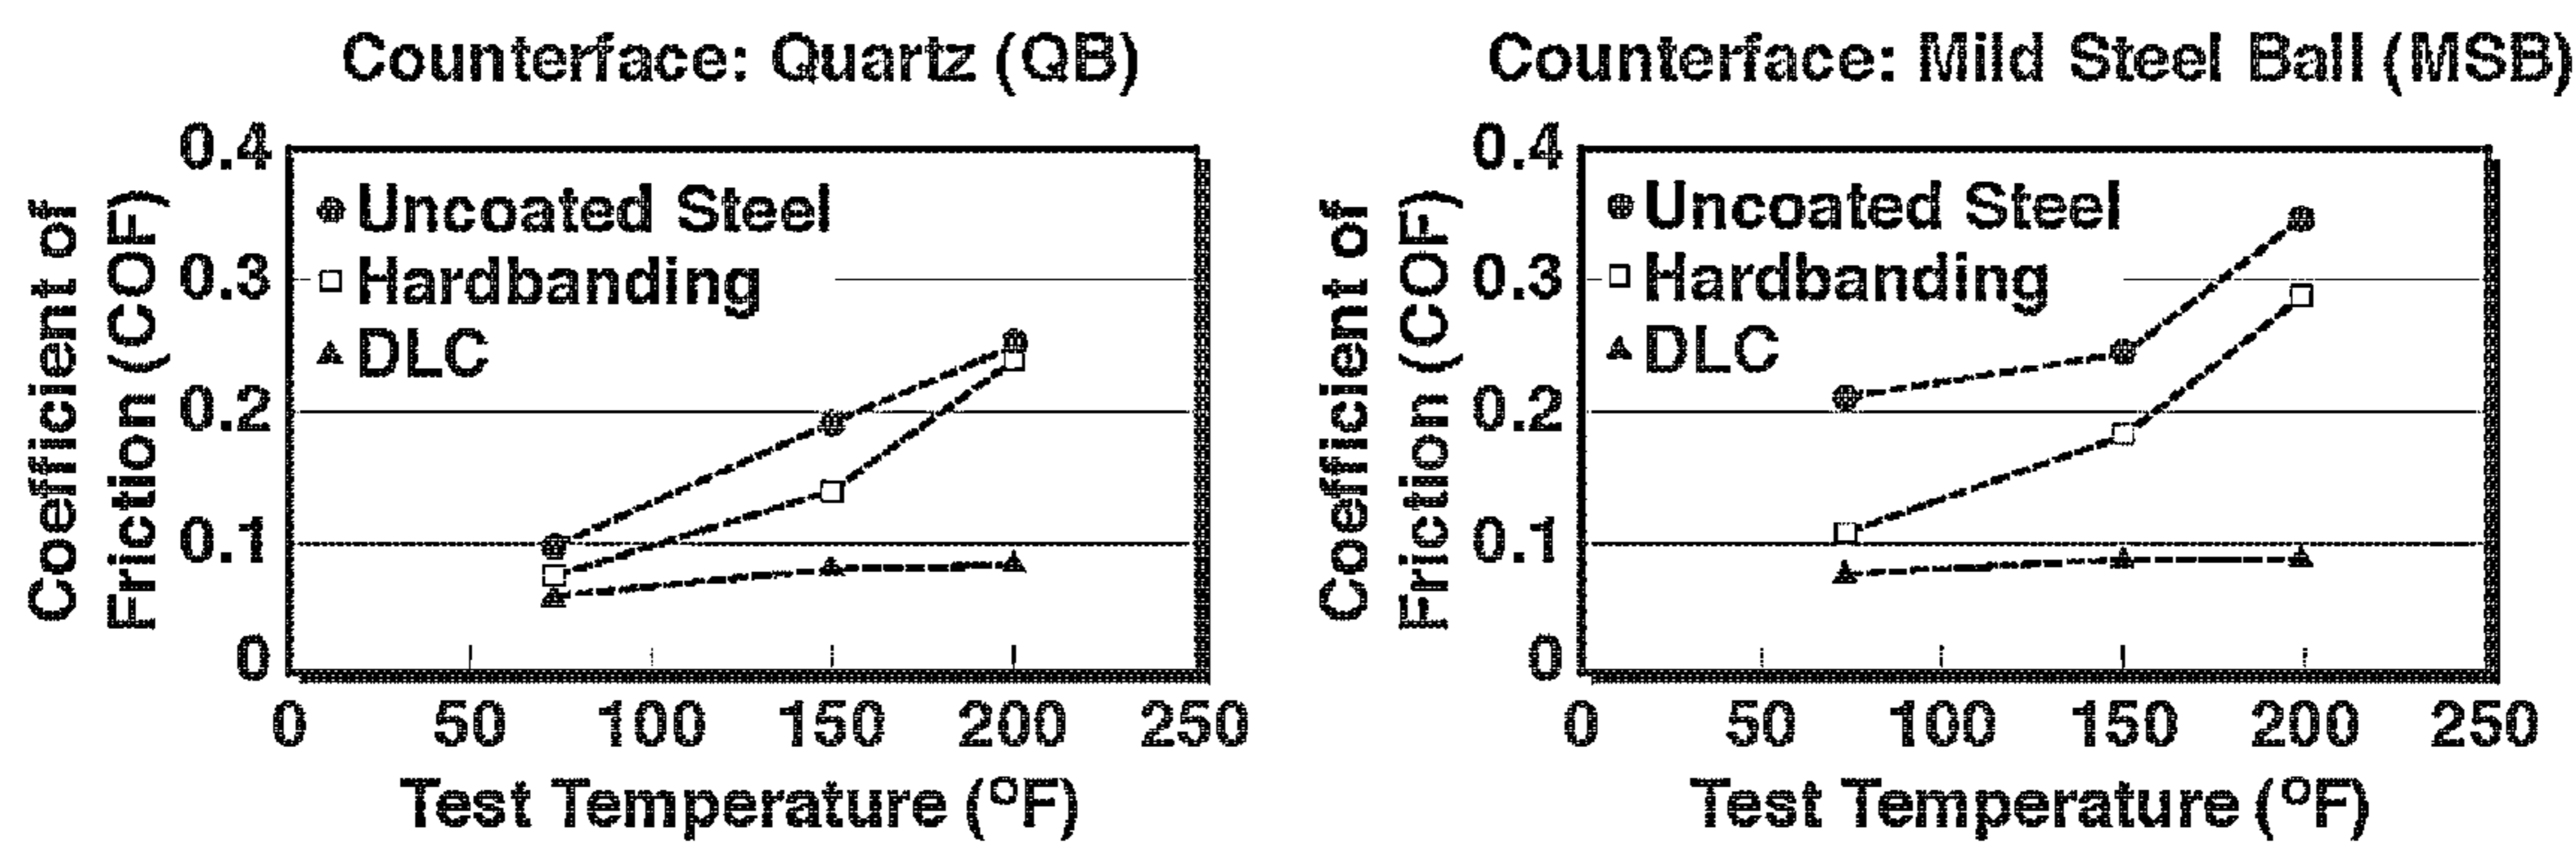 Counterface: Quartz (QB)
Coefficient of
Friction (COF)
0.4
0.3
0.2
0.1
0
Uncoated Steel
Hardbanding
DLC
0 50 100 150 200 250
Test Temperature (°F)
Counterface: Mild Steel Ball (MSB)
Coefficient of
Friction (COF)
0.4
0.3
0.2
0.1
0
Uncoated Steel
Hardbanding
DLC
0 50 100 150 200 250
Test Temperature (°F)